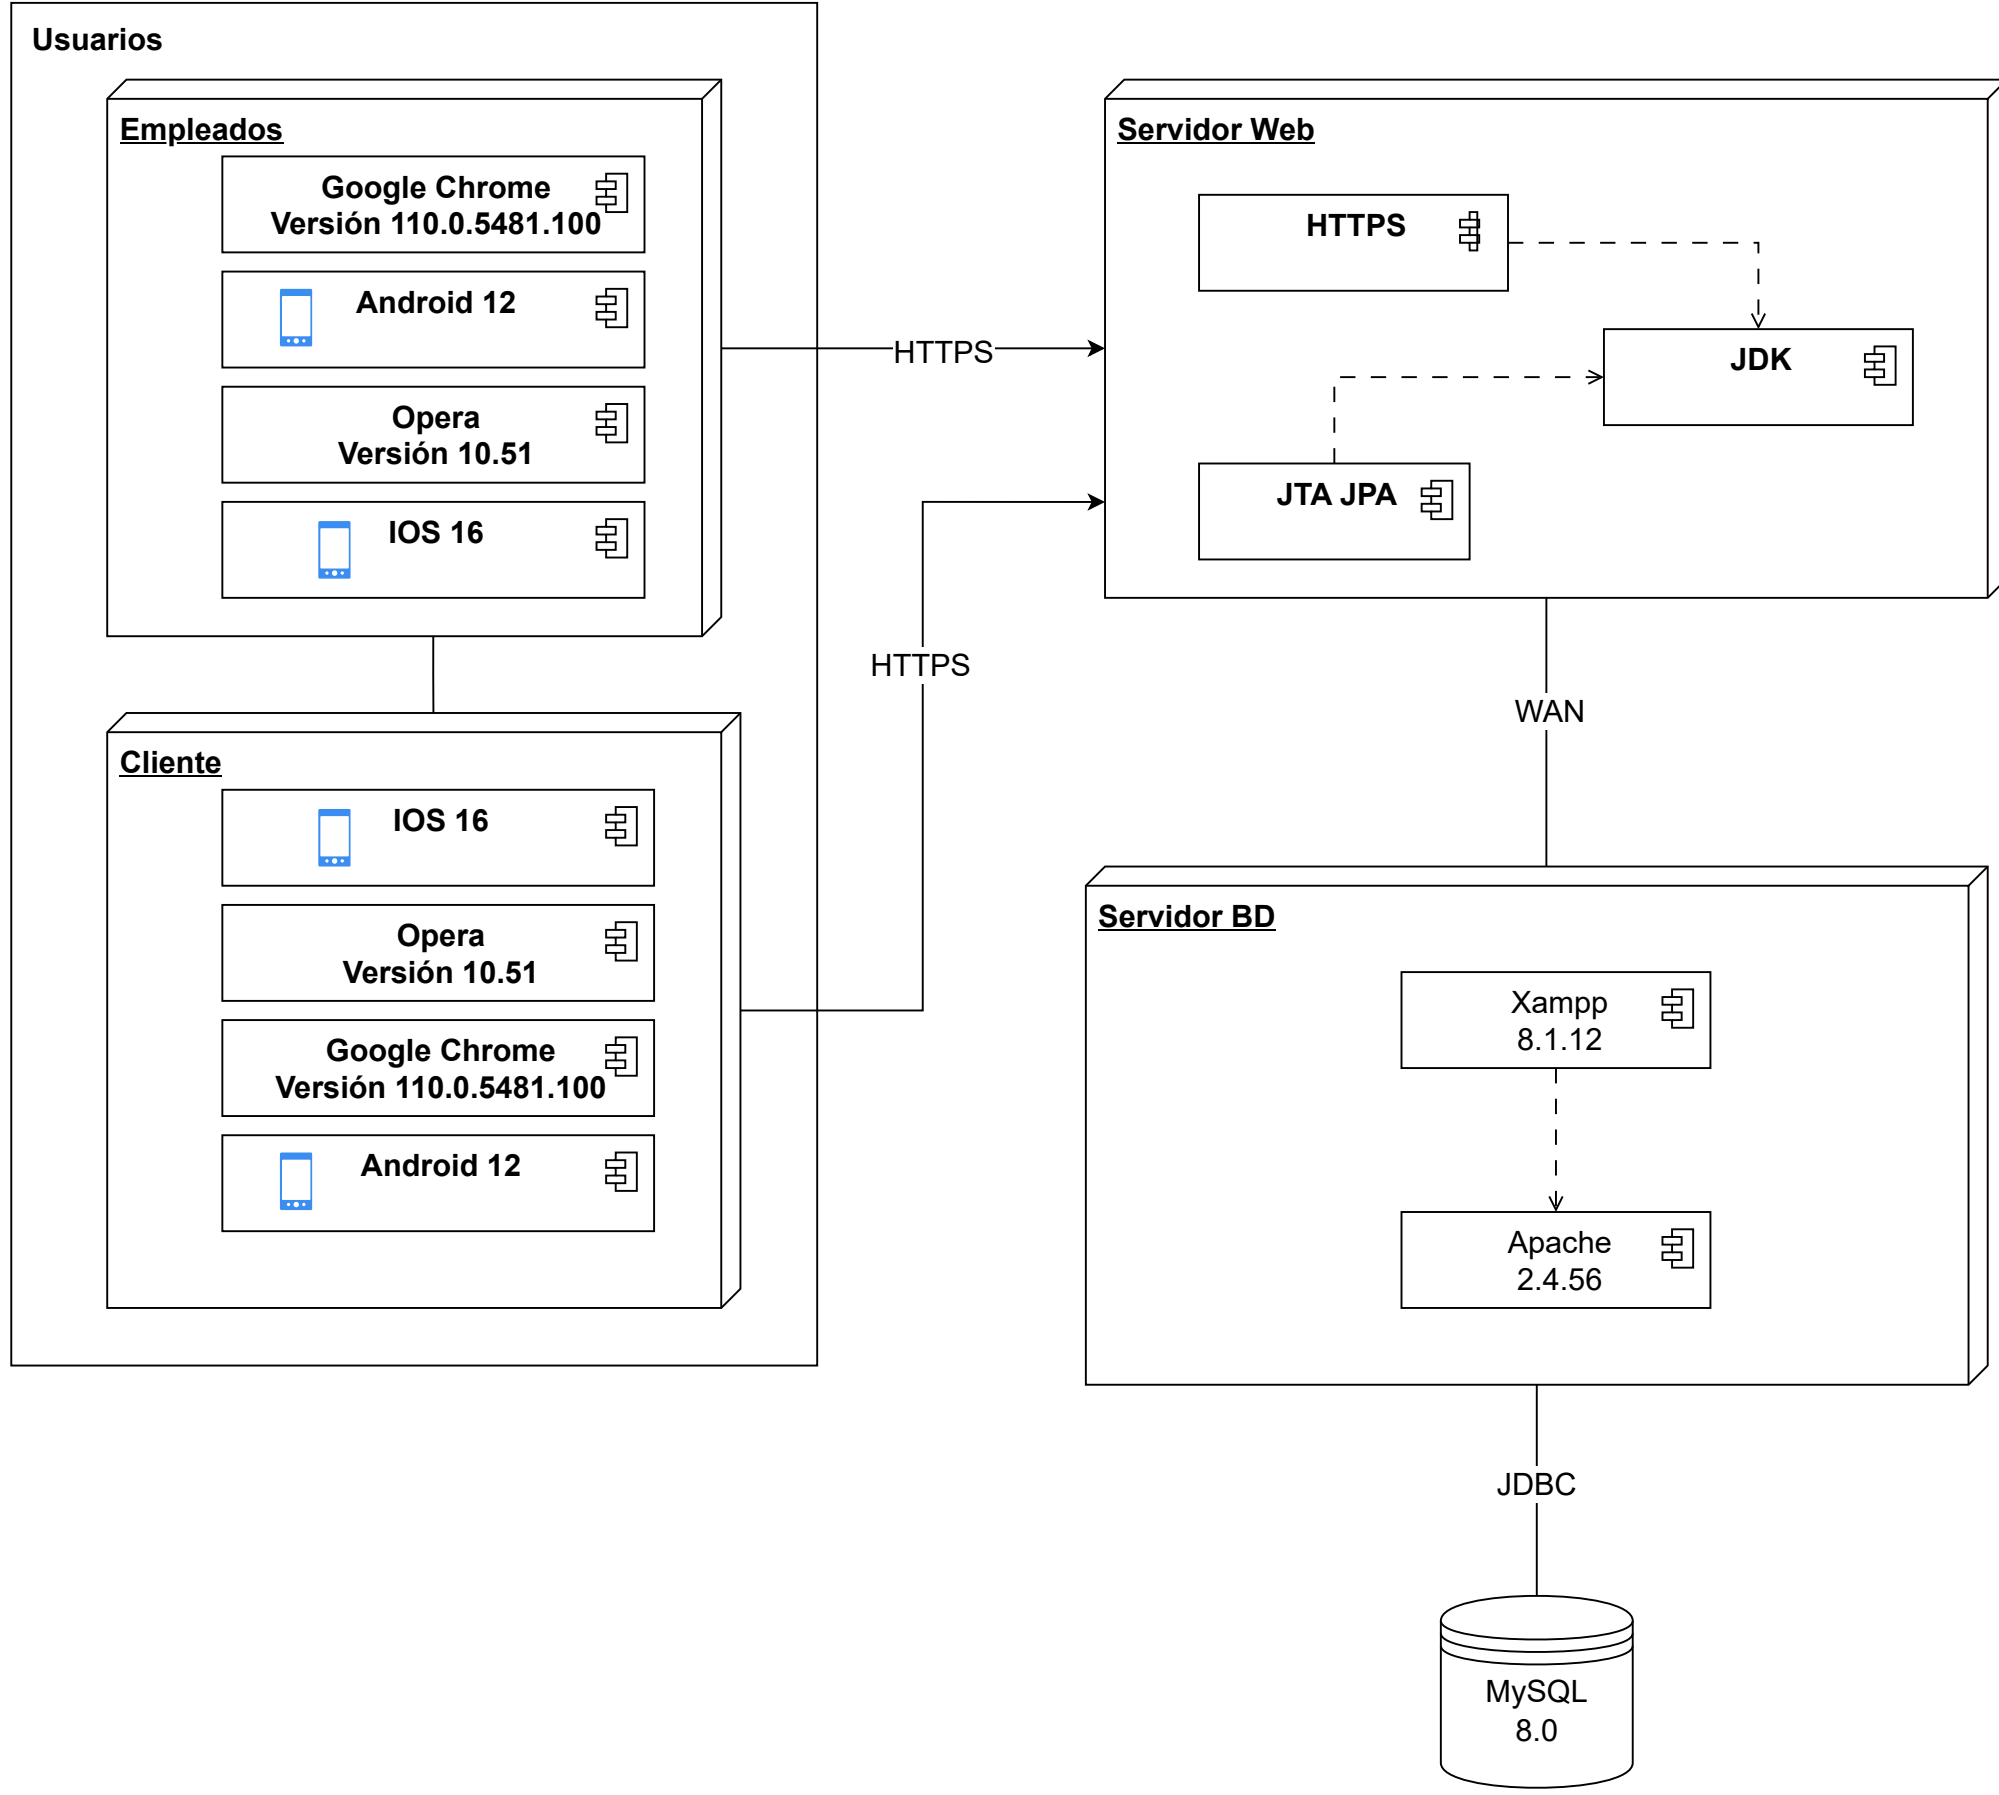 Usuarios
Empleados
Google Chrome
Versión 110.0.5481.100
Android 12
Opera
Versión 10.51
IOS 16
Cliente
IOS 16
Opera
Versión 10.51
Google Chrome
Versión 110.0.5481.100
Android 12
HTTPS
HTTPS
Servidor Web
HTTPS
JDK
JTA JPA
WAN
Servidor BD
Xampp
8.1.12
Apache
2.4.56
JDBC
MySQL
8.0